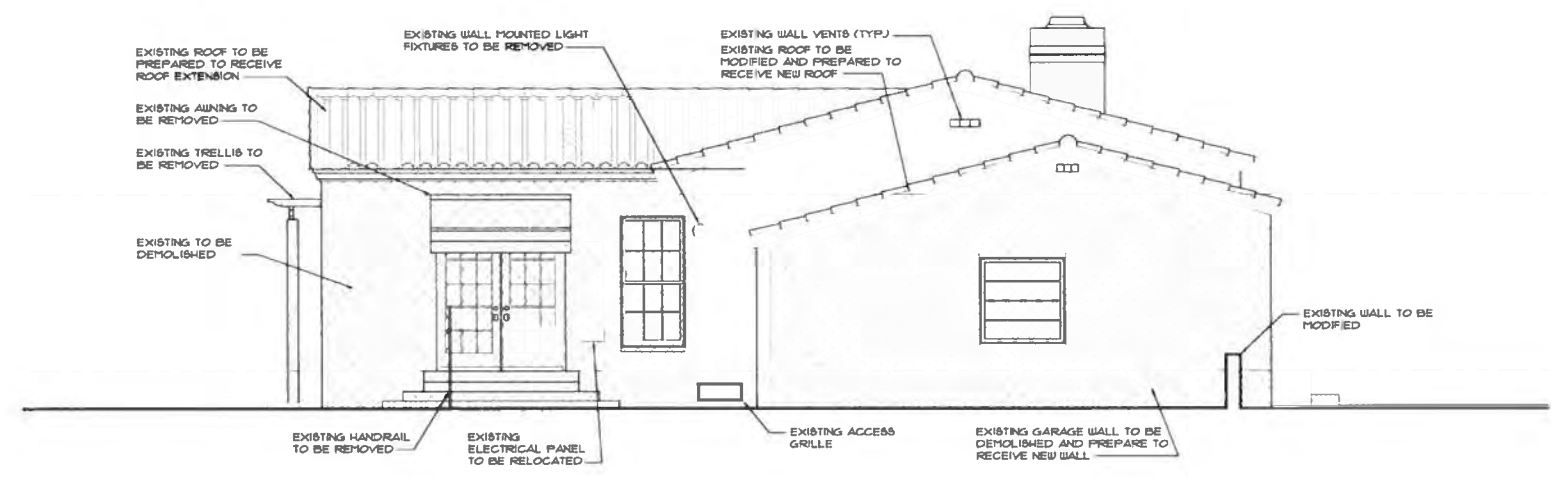 EXISTING ROOF TO BE
PREPARED TO RECEIVE
ROOF EXTENSION
EXISTING AWNING TO
BE REMOVED
EXISTING TRELLIS TO
BE REMOVED
EXISTING TO BE
DEMOLISHED
EXISTING WALL MOUNTED LIGHT
FIXTURES TO BE REMOVED
EXISTING WALL VENTS (TYP.)
EXISTING ROOF TO BE
MODIFIED AND PREPARED TO
RECEIVE NEW ROOF
EXISTING WALL TO BE
MODIFIED
EXISTING HANDRAIL
TO BE REMOVED
EXISTING
ELECTRICAL PANEL
TO BE RELOCATED
EXISTING ACCESS
GRILLE
EXISTING GARAGE WALL TO BE
DEMOLISHED AND PREPARE TO
RECEIVE NEW WALL